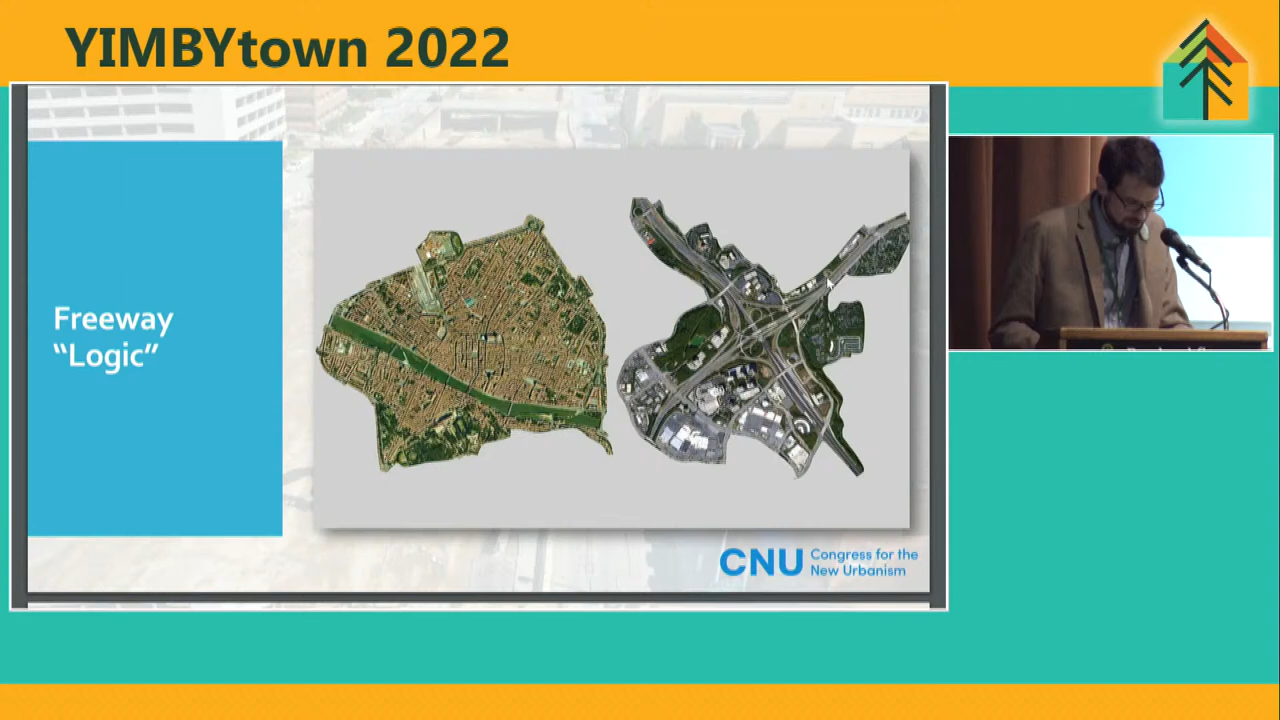 YIMBYtown 2022
Freeway
“Logic”
CNU
Congress for the
New Urbanism